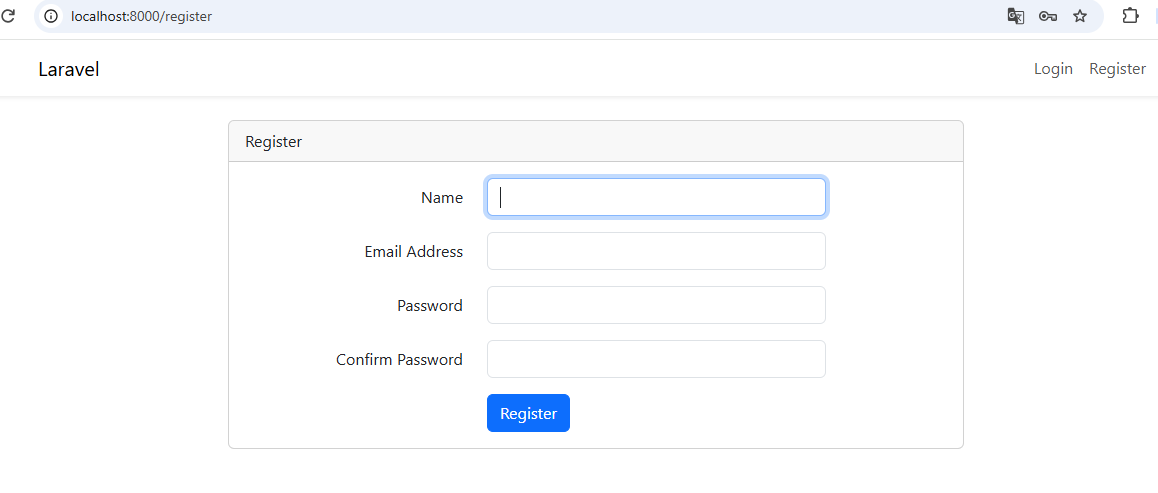 localhost:8000/register
Laravel
Login Register
Register
Name
Email Address
Password
Confirm Password
Register